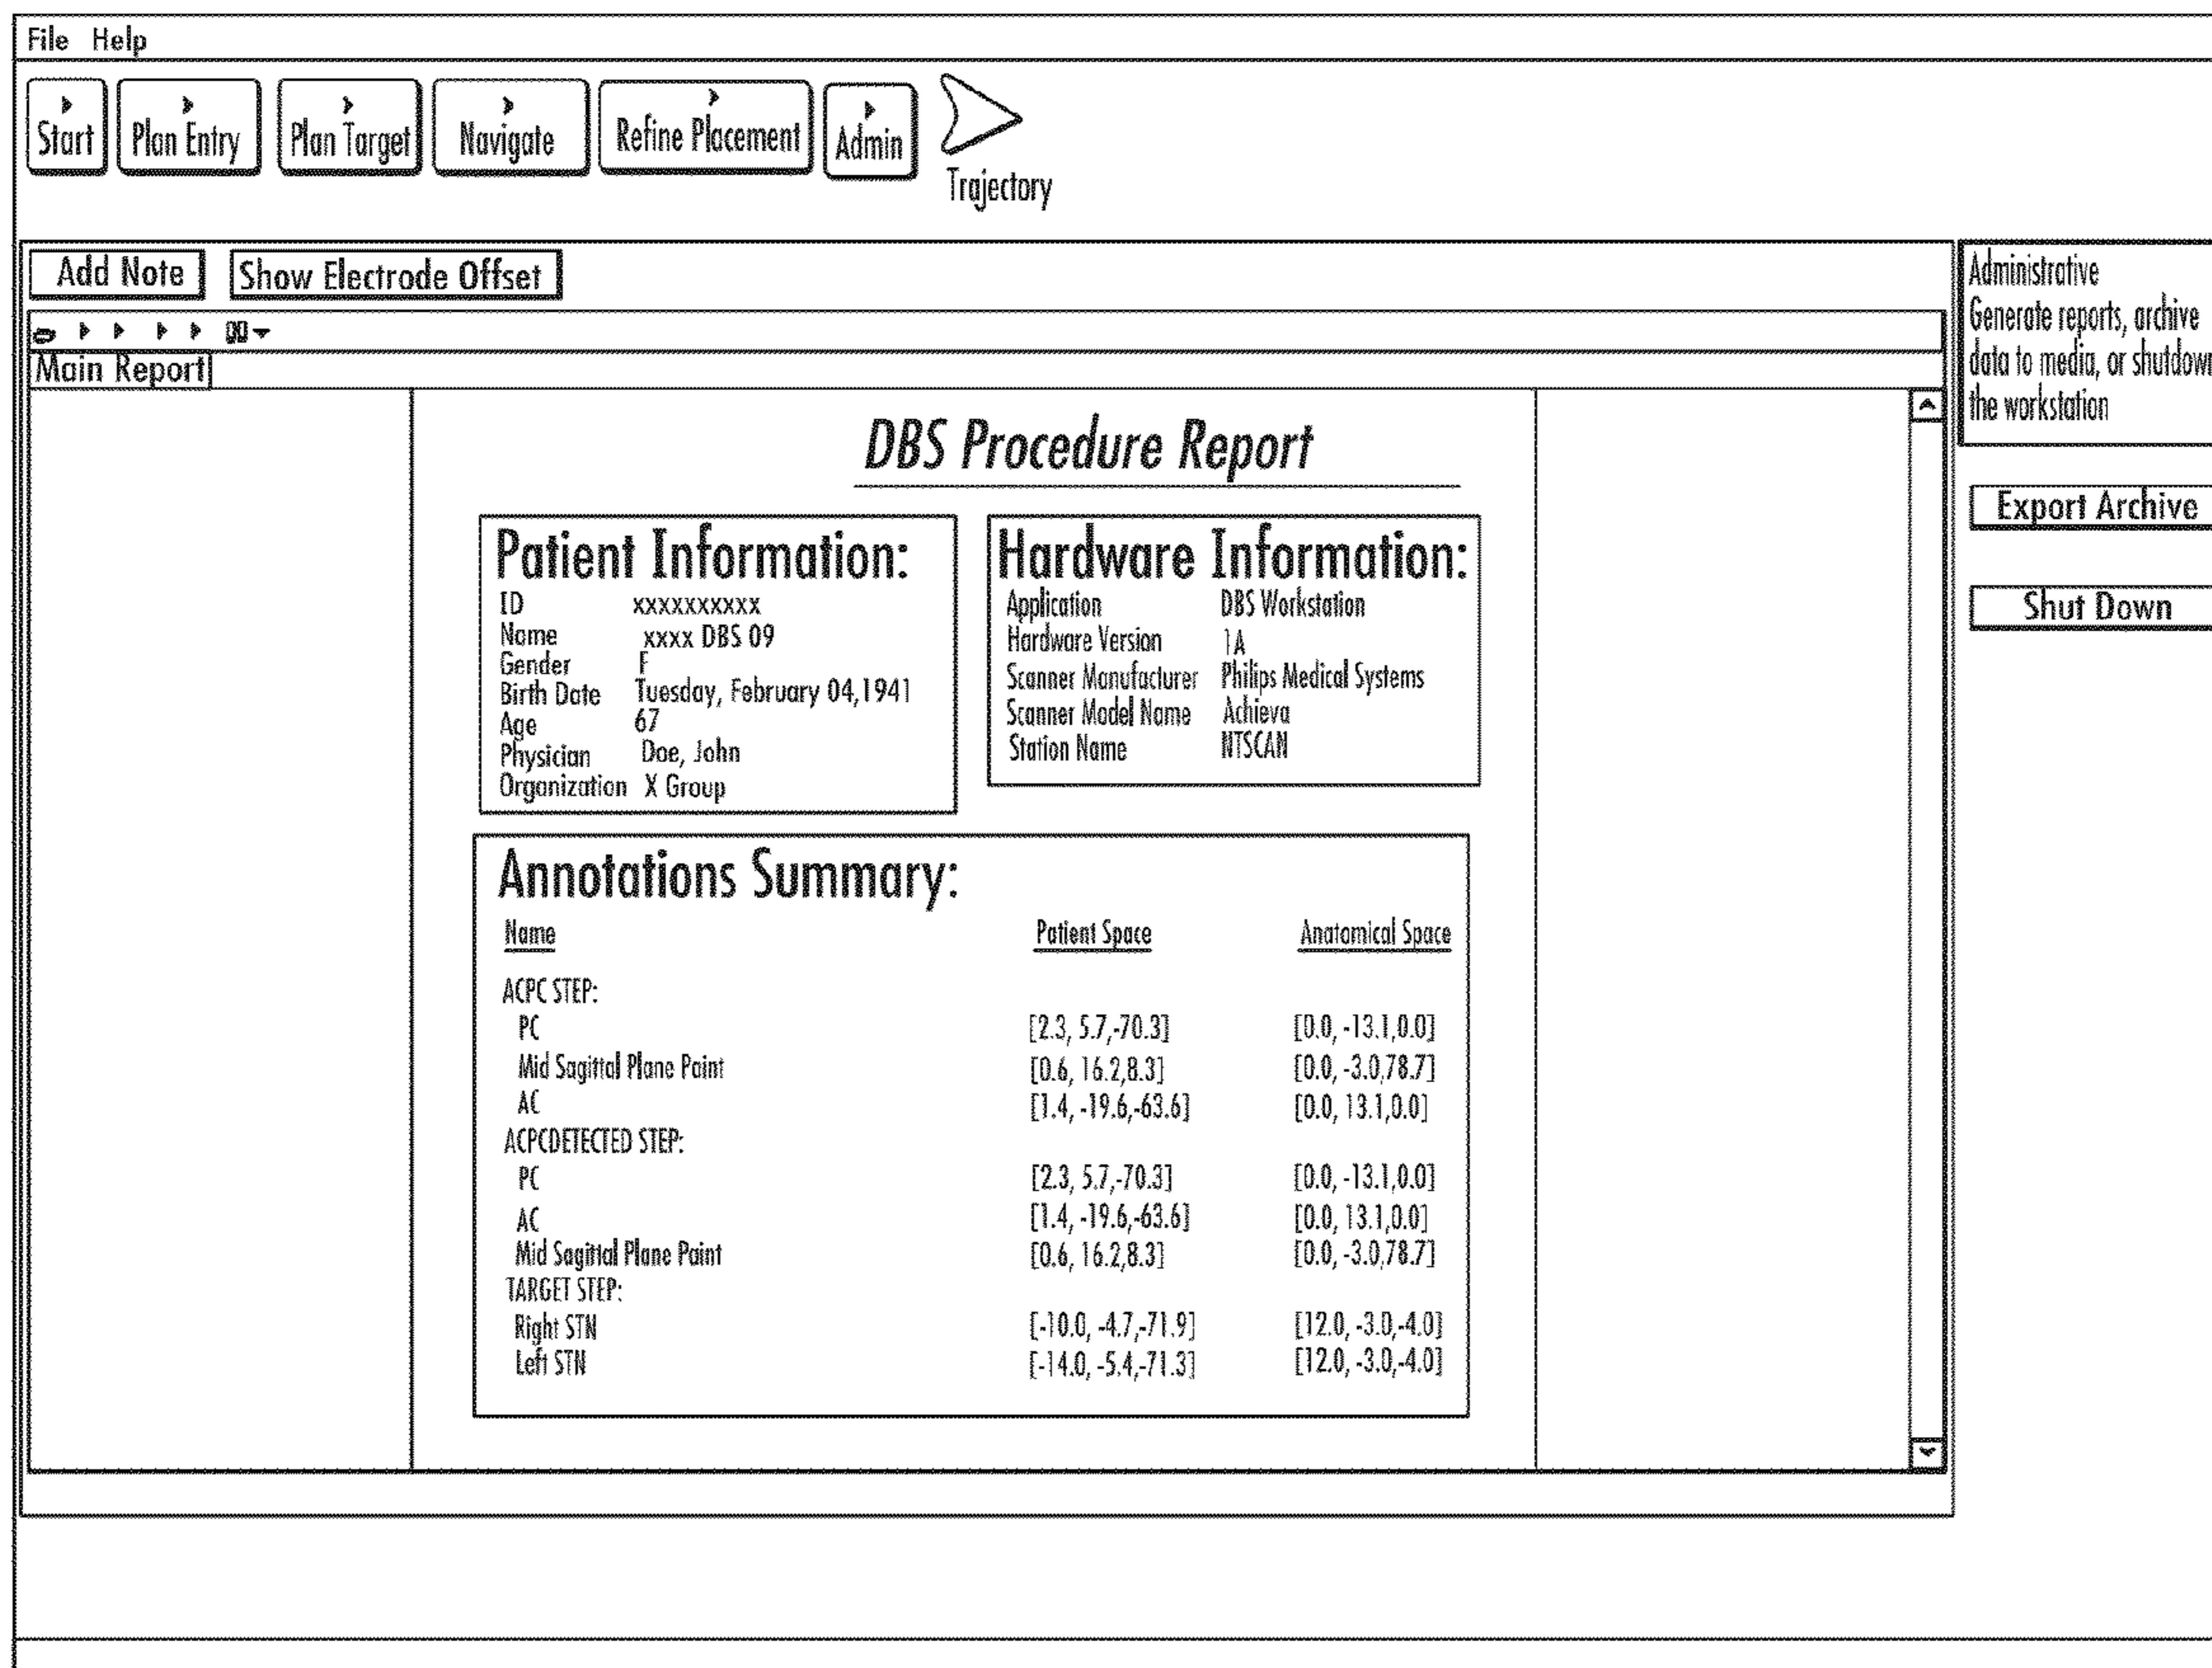 File Help
Start
Plan Entry
Plan Target
Navigate
Refine Placement
Admin
Trajectory
Add Note
Show Electrode Offset
Main Report
Administrative
Generate reports, archive
data to media, or shutdown
the workstation
Export Archive
Shut Down
DBS Procedure Report
Patient Information:
ID xxxxxxxxxx
Name xxxx DBS 09
Gender F
Birth Date Tuesday, February 04,1941
Age 67
Physician Doe, John
Organization X Group
Hardware Information:
Application DBS Workstation
Hardware Version 1A
Scanner Manufacturer Philips Medical Systems
Scanner Model Name Achieva
Station Name NTSCAN
Annotations Summary:
Name Patient Space Anatomical Space
ACPC STEP:
PC [2.3, 5.7,-70.3] [0.0, -13.1,0.0]
Mid Sagittal Plane Point [0.6, 16.2,8.3] [0.0, -3.0,78.7]
AC [1.4, -19.6,-63.6] [0.0, 13.1,0.0]
ACPCDETECTED STEP:
PC [2.3, 5.7,-70.3] [0.0, -13.1,0.0]
AC [1.4, -19.6,-63.6] [0.0, 13.1,0.0]
Mid Sagittal Plane Point [0.6, 16.2,8.3] [0.0, -3.0,78.7]
TARGET STEP:
Right STN [-10.0, -4.7,-71.9] [12.0, -3.0,-4.0]
Left STN [-14.0, -5.4,-71.3] [12.0, -3.0,-4.0]